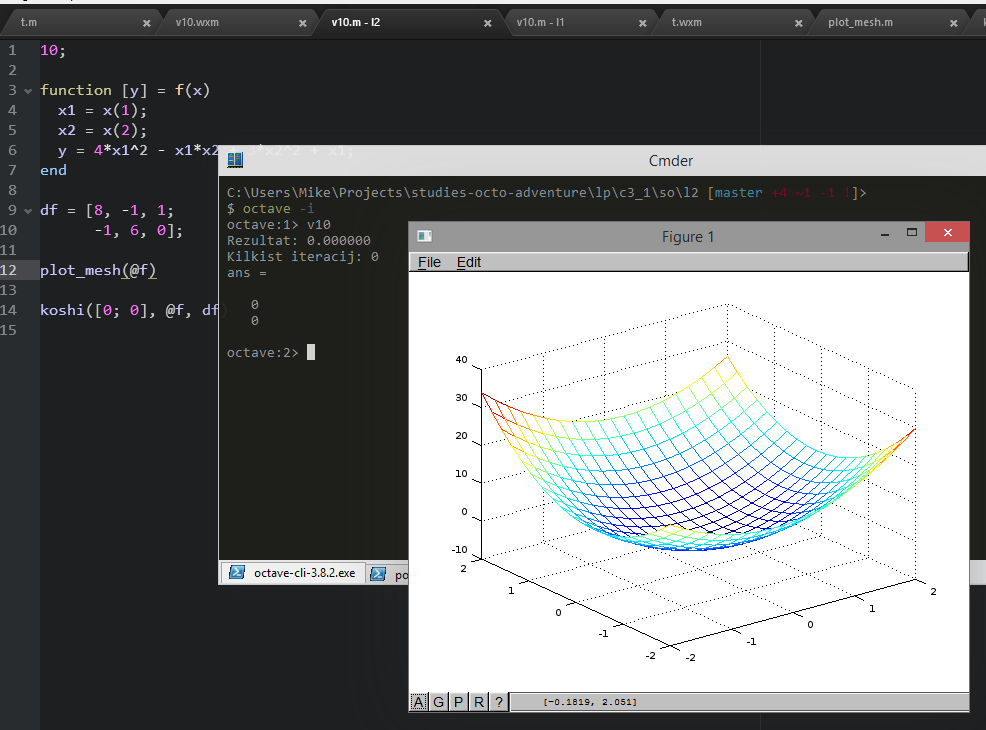 t.m × v10.wxm × v10.m - l2 × v10.m - l1 × t.wxm × plot_mesh.m ×
1 10;
2
3 function [y] = f(x)
4 x1 = x(1);
5 x2 = x(2);
6 y = 4*x1^2 - x1*x2 + 3*x2^2 + x1;
7 end
8
9 df = [8, -1, 1;
10 -1, 6, 0];
11
12 plot_mesh(@f)
13
14 koshi([0; 0], @f, df
15
Cmder
C:\Users\Mike\Projects\studies-octo-adventure\lp\c3_1\so\l2 [master +4 ~1 -1 !]>
$ octave -i
octave:1> v10
Rezultat: 0.000000
Kilkist iteracij: 0
ans =
0
0
octave:2>
octave-cli-3.8.2.exe po
Figure 1
File Edit
40
30
20
10
0
-10
2
1
0
-1
-2
-2
-1
0
1
2
A G P R ? [-0.1819, 2.051]